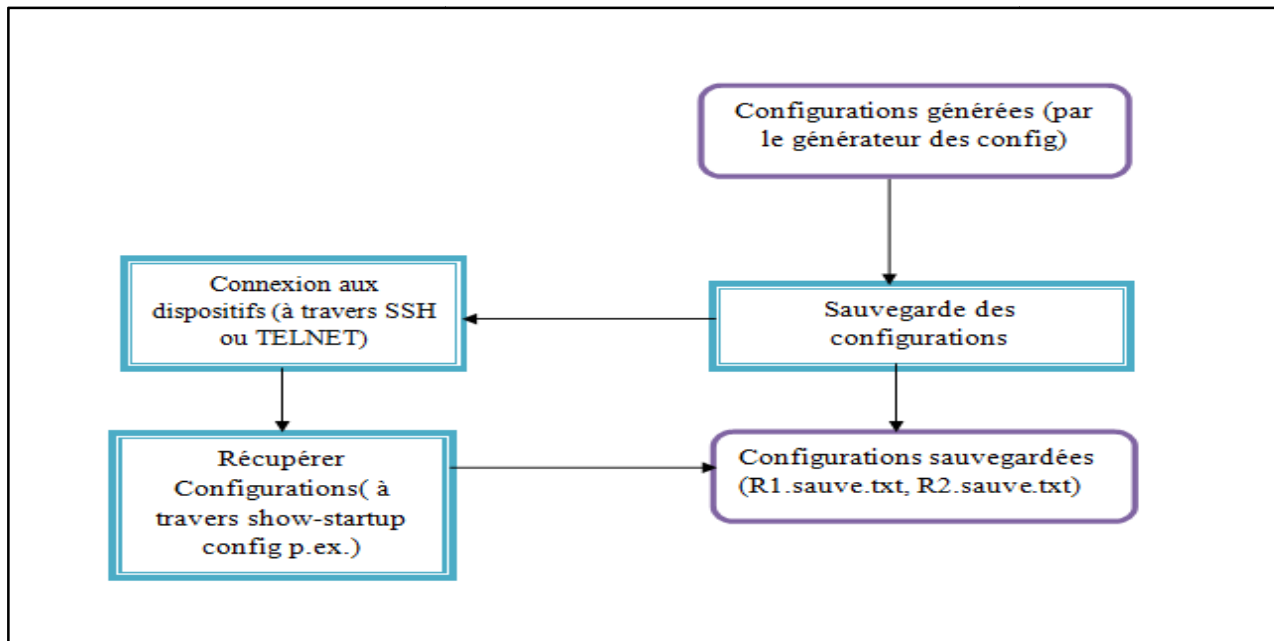 Configurations générées (par
le générateur des config)
Connexion aux
dispositifs (à travers SSH
ou TELNET)
Sauvegarde des
configurations
Récupérer
Configurations( à
travers show-startup
config p.ex.)
Configurations sauvegardées
(R1.sauve.txt, R2.sauve.txt)